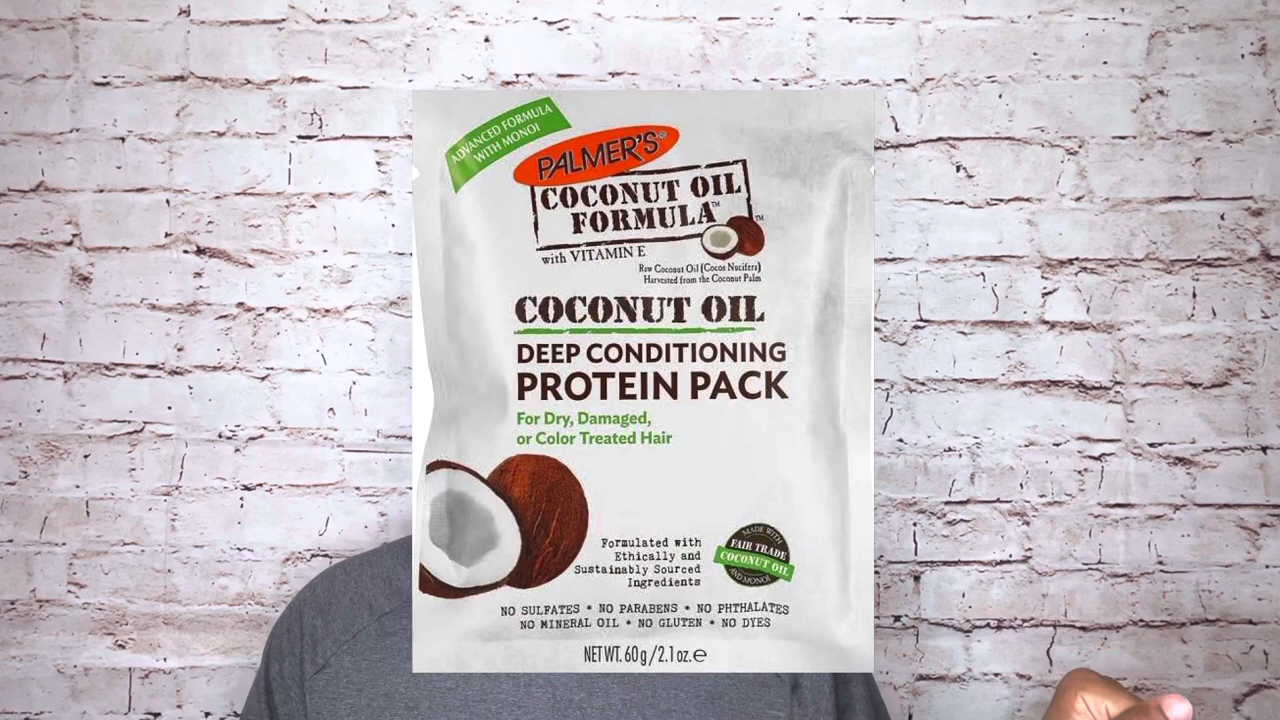 ADVANCED FORMULA
WITH MONOI
PALMER'S®
COCONUT OIL
FORMULA™
™
with VITAMIN E
Raw Coconut Oil (Cocos Nucifera)
Harvested from the Coconut Palm
COCONUT OIL
DEEP CONDITIONING
PROTEIN PACK
For Dry, Damaged,
or Color Treated Hair
Formulated with
Ethically and
Sustainably Sourced
Ingredients
MADE WITH
FAIR TRADE
COCONUT OIL
AND MONOI
NO SULFATES * NO PARABENS * NO PHTHALATES
NO MINERAL OIL * NO GLUTEN * NO DYES
NET WT. 60g/2.1 oz.℮